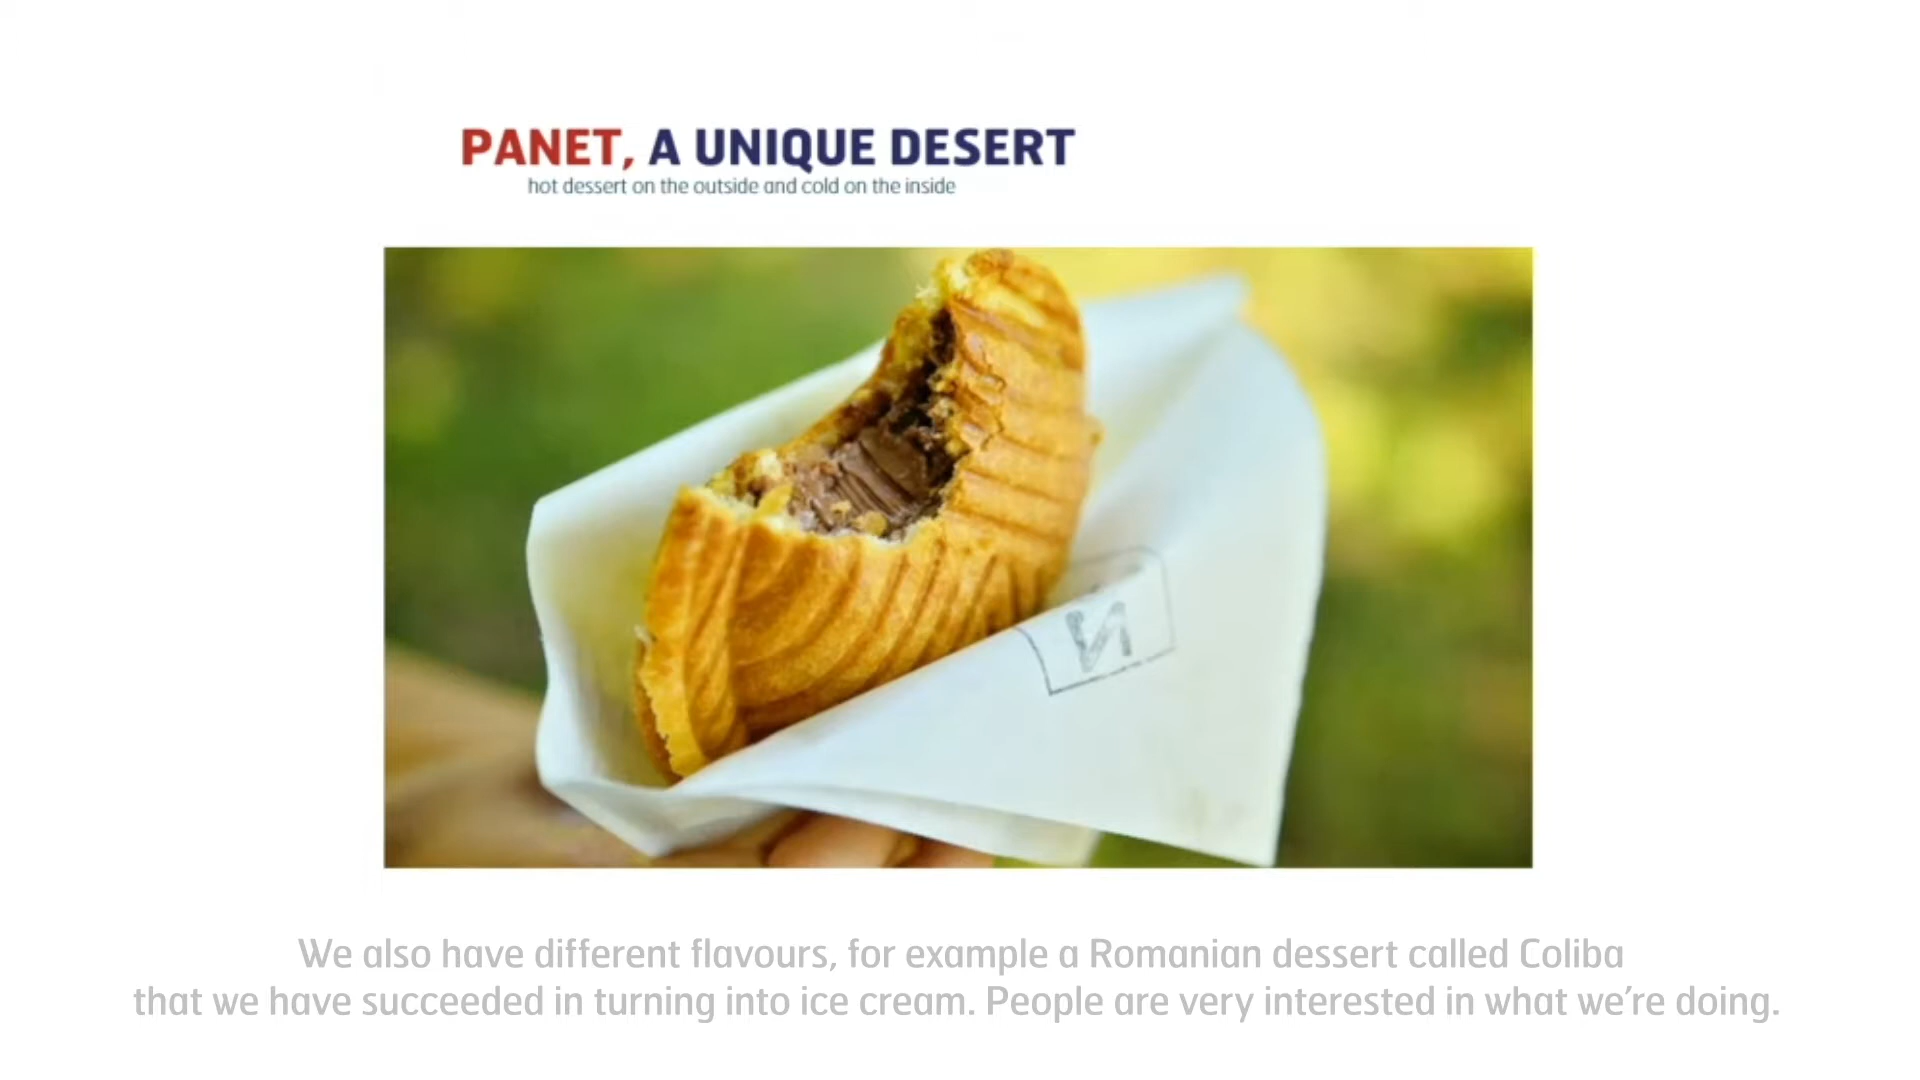 PANET, A UNIQUE DESERT
hot dessert on the outside and cold on the inside
We also have different flavours, for example a Romanian dessert called Coliba
that we have succeeded in turning into ice cream. People are very interested in what we're doing.